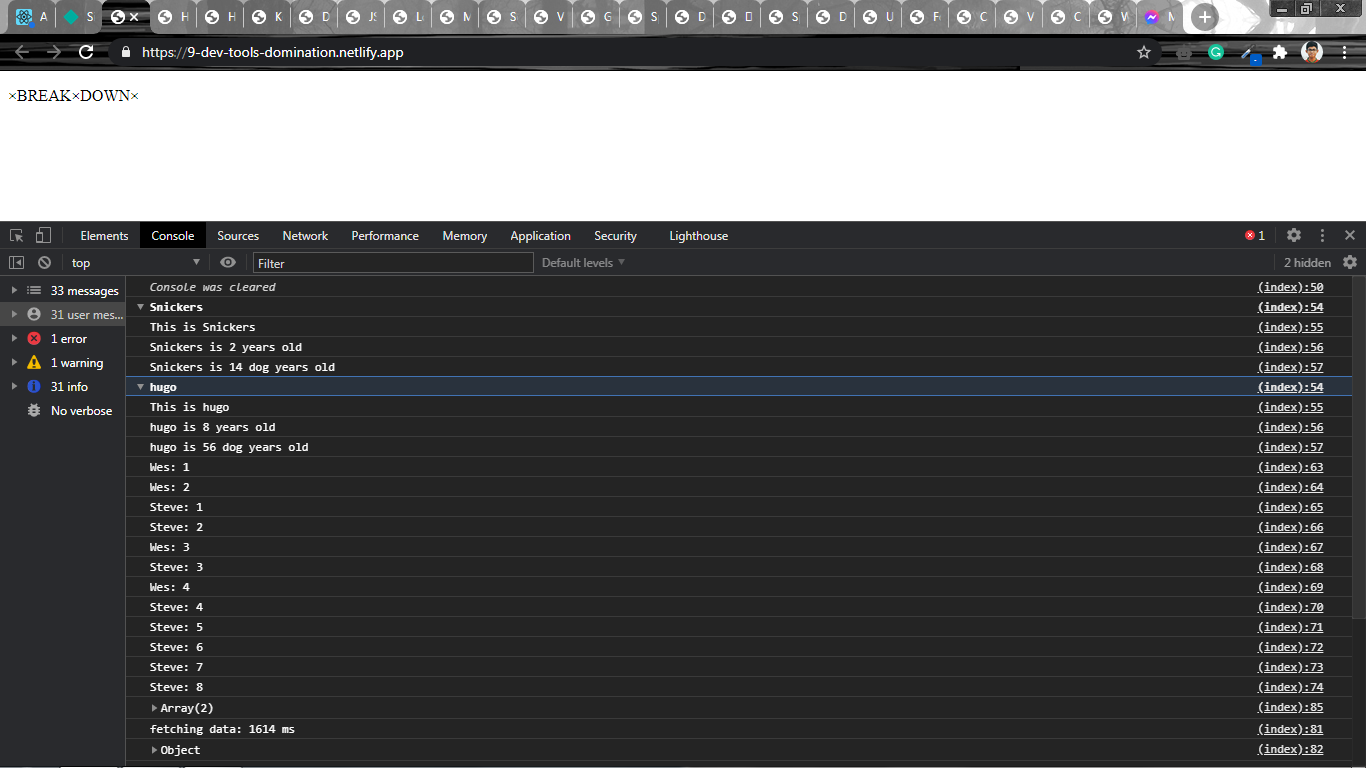 A S H H K D JS L M S V G S D D S D U F C V C W M
https://9-dev-tools-domination.netlify.app
×BREAK×DOWN×
Elements Console Sources Network Performance Memory Application Security Lighthouse 1
top Filter Default levels 2 hidden
33 messages
31 user mes...
1 error
1 warning
31 info
No verbose
Console was cleared (index):50
Snickers (index):54
This is Snickers (index):55
Snickers is 2 years old (index):56
Snickers is 14 dog years old (index):57
hugo (index):54
This is hugo (index):55
hugo is 8 years old (index):56
hugo is 56 dog years old (index):57
Wes: 1 (index):63
Wes: 2 (index):64
Steve: 1 (index):65
Steve: 2 (index):66
Wes: 3 (index):67
Steve: 3 (index):68
Wes: 4 (index):69
Steve: 4 (index):70
Steve: 5 (index):71
Steve: 6 (index):72
Steve: 7 (index):73
Steve: 8 (index):74
Array(2) (index):85
fetching data: 1614 ms (index):81
Object (index):82